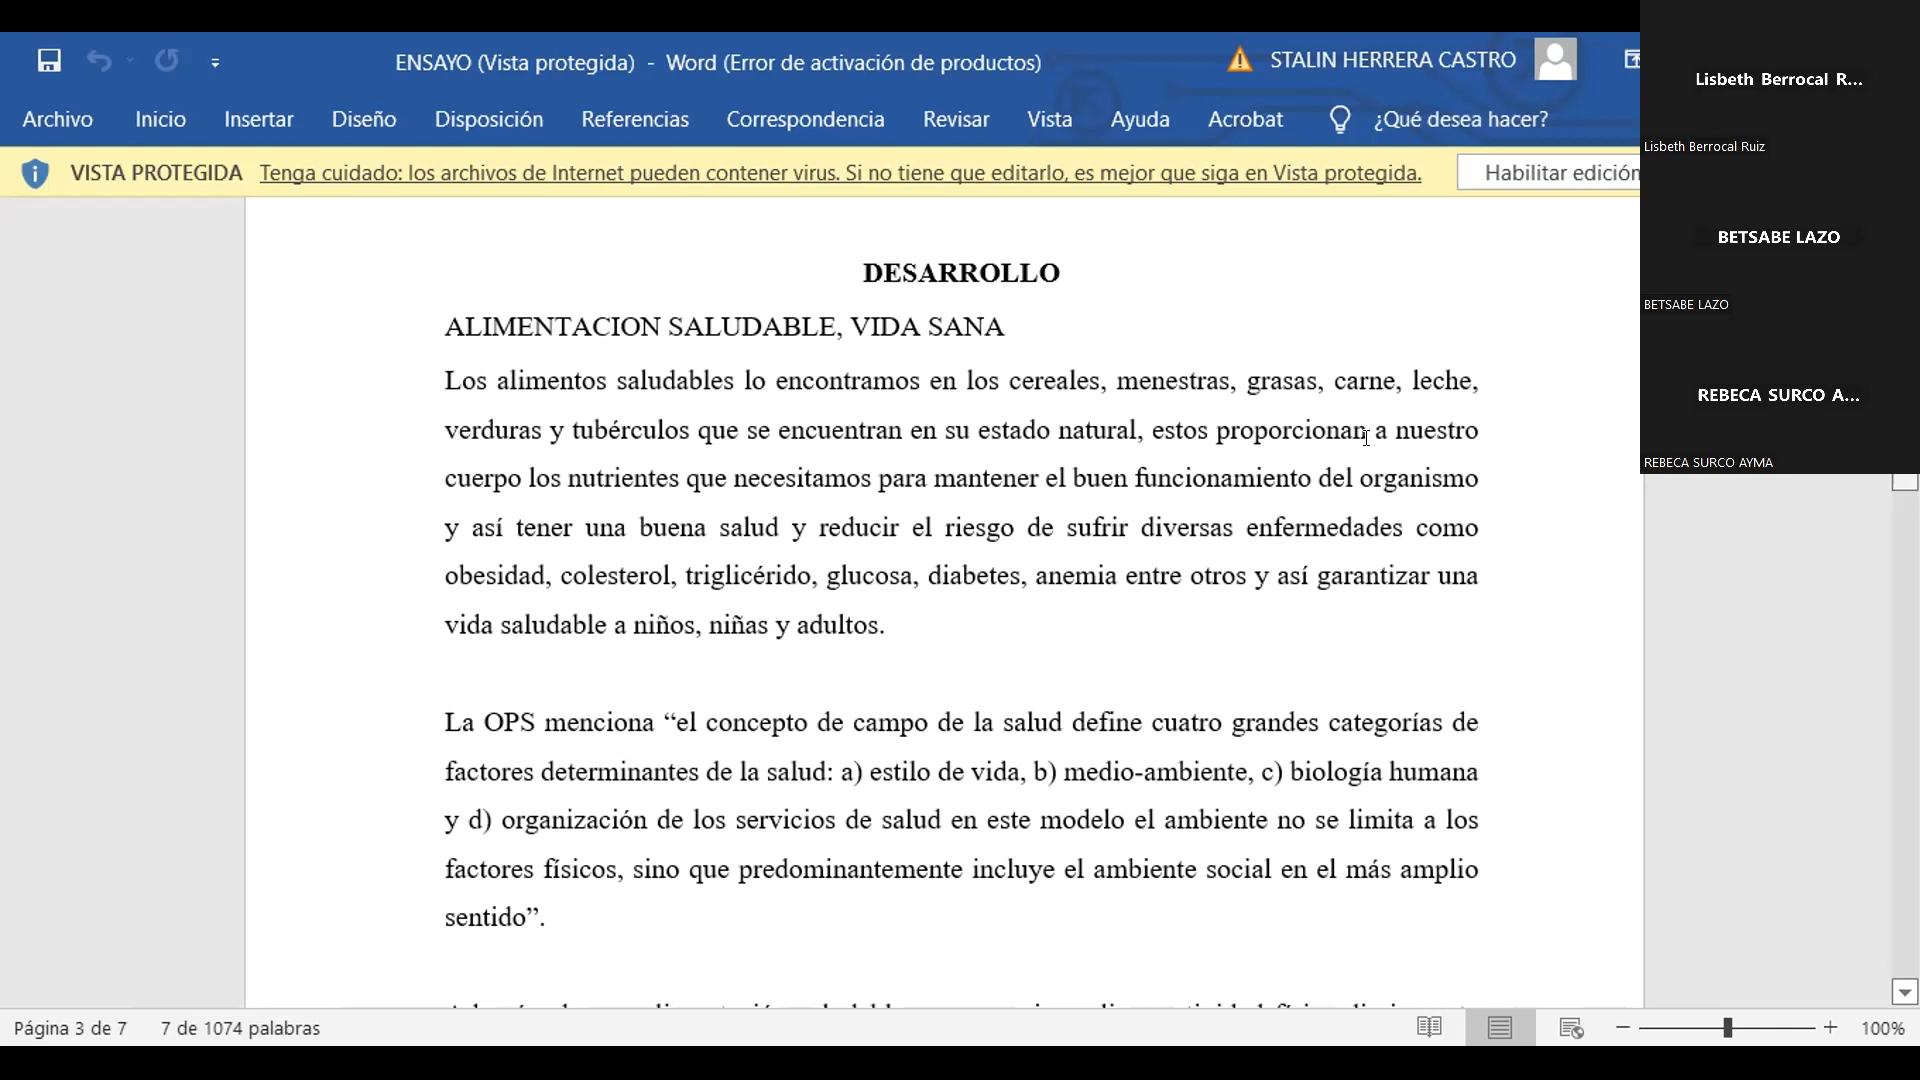 ENSAYO (Vista protegida) - Word (Error de activación de productos)
STALIN HERRERA CASTRO
Archivo Inicio Insertar Diseño Disposición Referencias Correspondencia Revisar Vista Ayuda Acrobat ¿Qué desea hacer?
VISTA PROTEGIDA Tenga cuidado: los archivos de Internet pueden contener virus. Si no tiene que editarlo, es mejor que siga en Vista protegida. Habilitar edición
Lisbeth Berrocal R...
Lisbeth Berrocal Ruiz
BETSABE LAZO
BETSABE LAZO
REBECA SURCO A...
REBECA SURCO AYMA
DESARROLLO
ALIMENTACION SALUDABLE, VIDA SANA
Los alimentos saludables lo encontramos en los cereales, menestras, grasas, carne, leche,
verduras y tubérculos que se encuentran en su estado natural, estos proporcionan a nuestro
cuerpo los nutrientes que necesitamos para mantener el buen funcionamiento del organismo
y así tener una buena salud y reducir el riesgo de sufrir diversas enfermedades como
obesidad, colesterol, triglicérido, glucosa, diabetes, anemia entre otros y así garantizar una
vida saludable a niños, niñas y adultos.
La OPS menciona “el concepto de campo de la salud define cuatro grandes categorías de
factores determinantes de la salud: a) estilo de vida, b) medio-ambiente, c) biología humana
y d) organización de los servicios de salud en este modelo el ambiente no se limita a los
factores físicos, sino que predominantemente incluye el ambiente social en el más amplio
sentido”.
Página 3 de 7 7 de 1074 palabras
100%